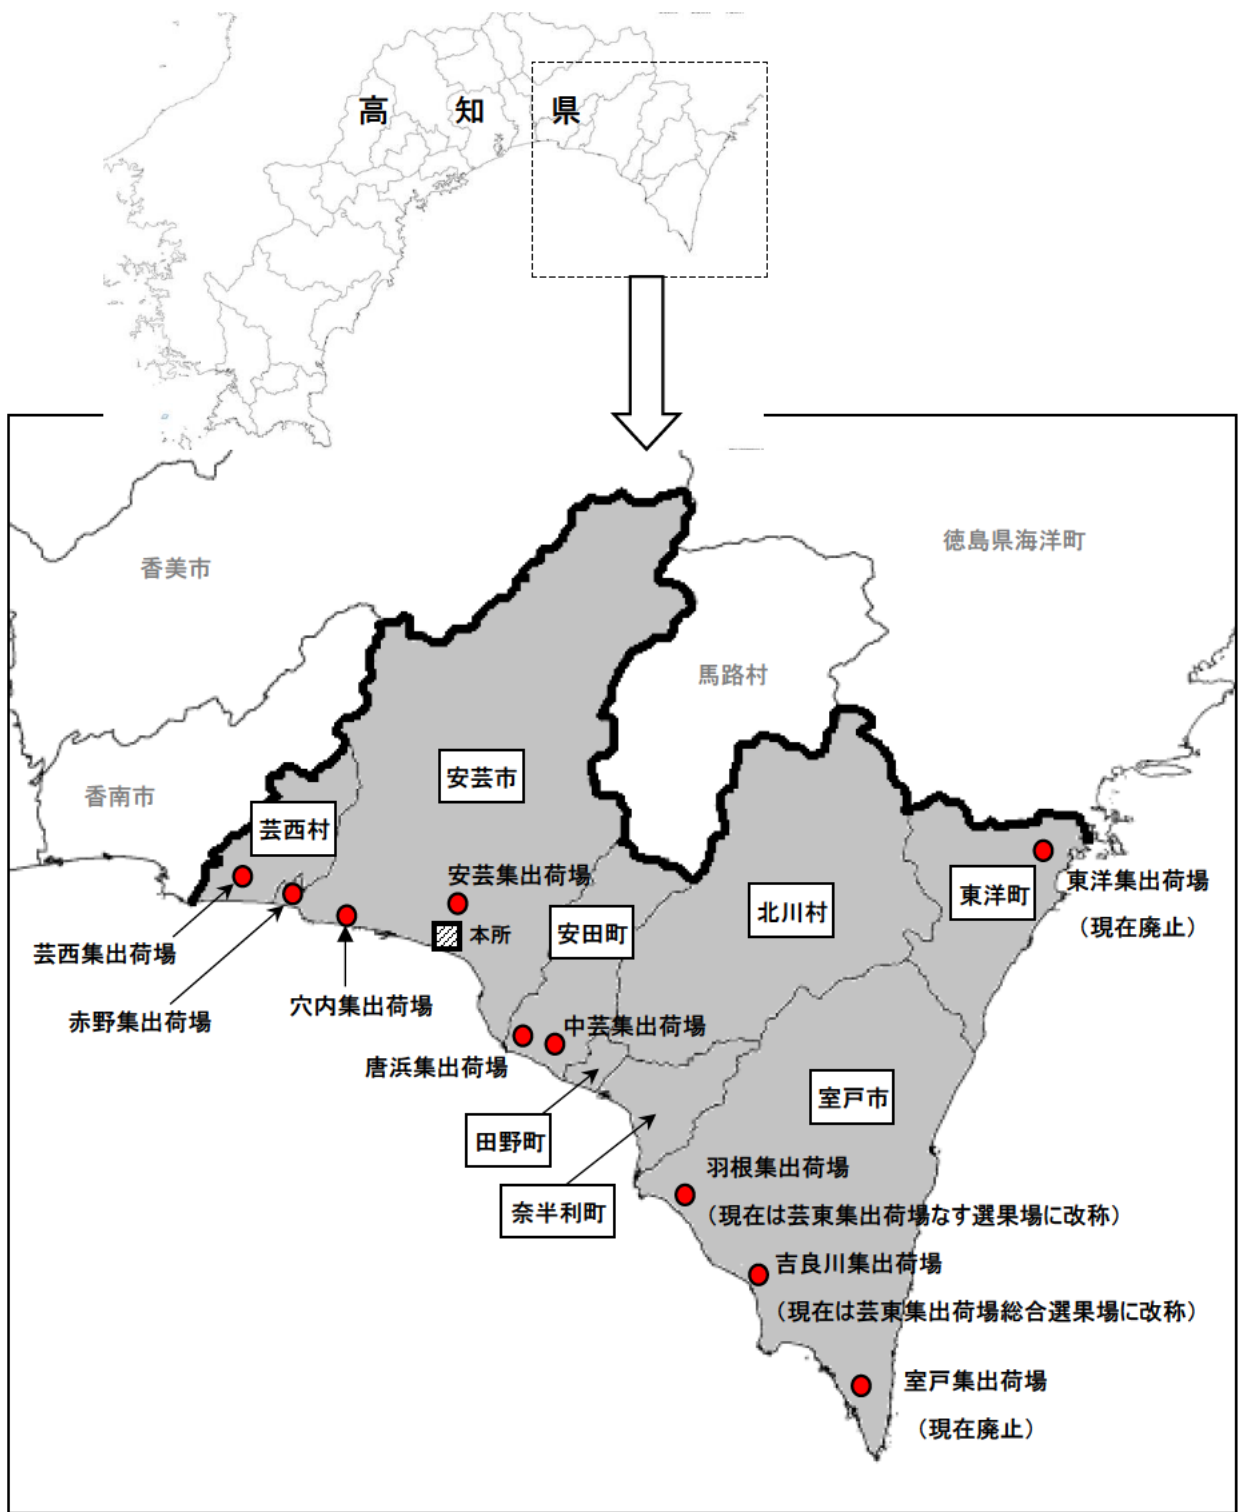 高知県
徳島県海洋町
香美市
馬路村
安芸市
香南市
芸西村
安芸集出荷場
東洋町
東洋集出荷場
（現在廃止）
北川村
安田町
本所
芸西集出荷場
穴内集出荷場
赤野集出荷場
中芸集出荷場
唐浜集出荷場
室戸市
田野町
羽根集出荷場
（現在は芸東集出荷場なす選果場に改称）
奈半利町
吉良川集出荷場
（現在は芸東集出荷場総合選果場に改称）
室戸集出荷場
（現在廃止）